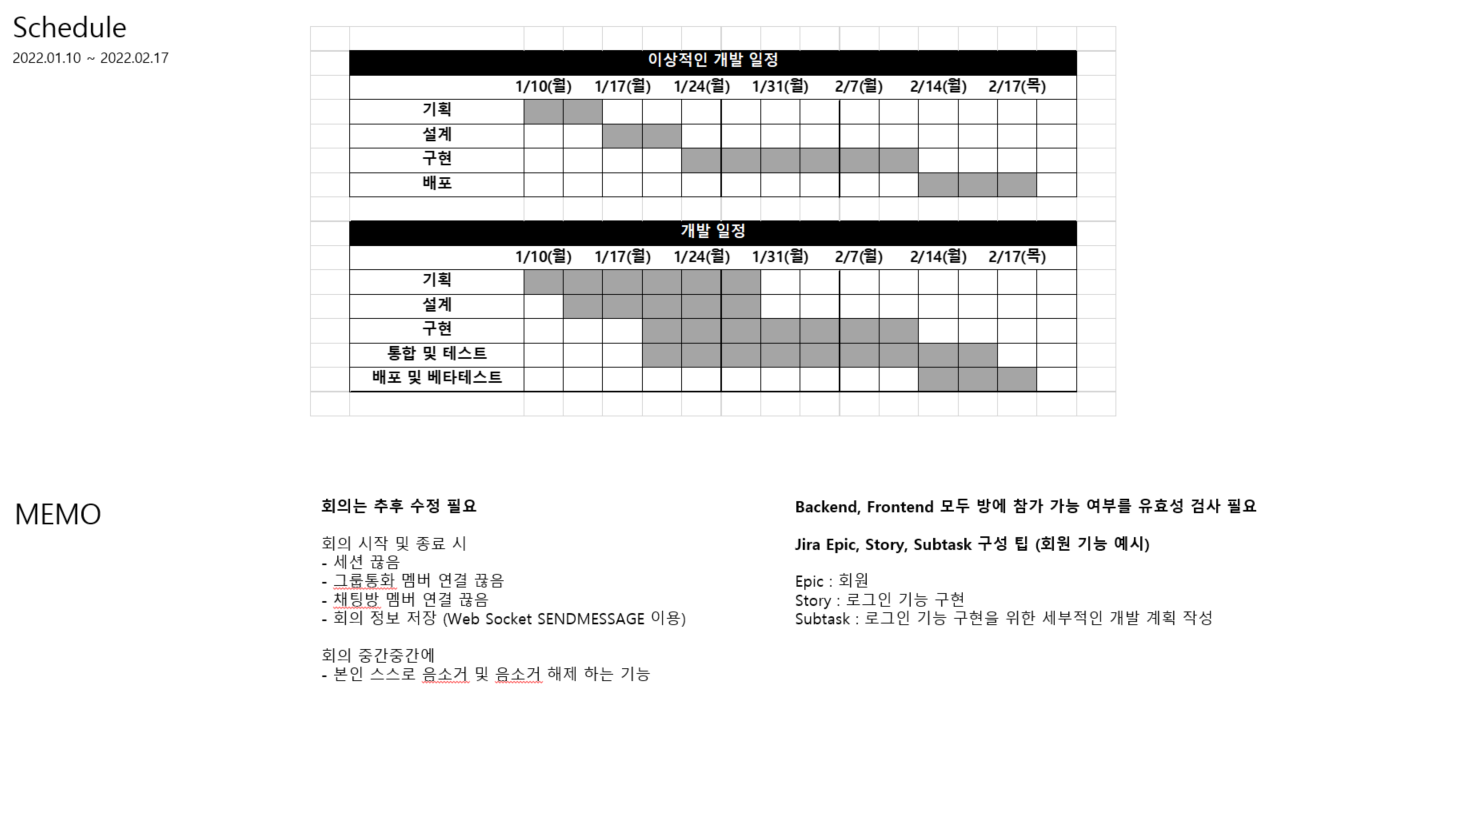 Schedule
2022.01.10 ~ 2022.02.17
이상적인 개발 일정
1/10(월) 1/17(월) 1/24(월) 1/31(월) 2/7(월) 2/14(월) 2/17(목)
기획
설계
구현
배포
개발 일정
1/10(월) 1/17(월) 1/24(월) 1/31(월) 2/7(월) 2/14(월) 2/17(목)
기획
설계
구현
통합 및 테스트
배포 및 베타테스트
MEMO
회의는 추후 수정 필요
회의 시작 및 종료 시
- 세션 끊음
- 그룹통화 멤버 연결 끊음
- 채팅방 멤버 연결 끊음
- 회의 정보 저장 (Web Socket SENDMESSAGE 이용)
회의 중간중간에
- 본인 스스로 음소거 및 음소거 해제 하는 기능
Backend, Frontend 모두 방에 참가 가능 여부를 유효성 검사 필요
Jira Epic, Story, Subtask 구성 팁 (회원 기능 예시)
Epic : 회원
Story : 로그인 기능 구현
Subtask : 로그인 기능 구현을 위한 세부적인 개발 계획 작성